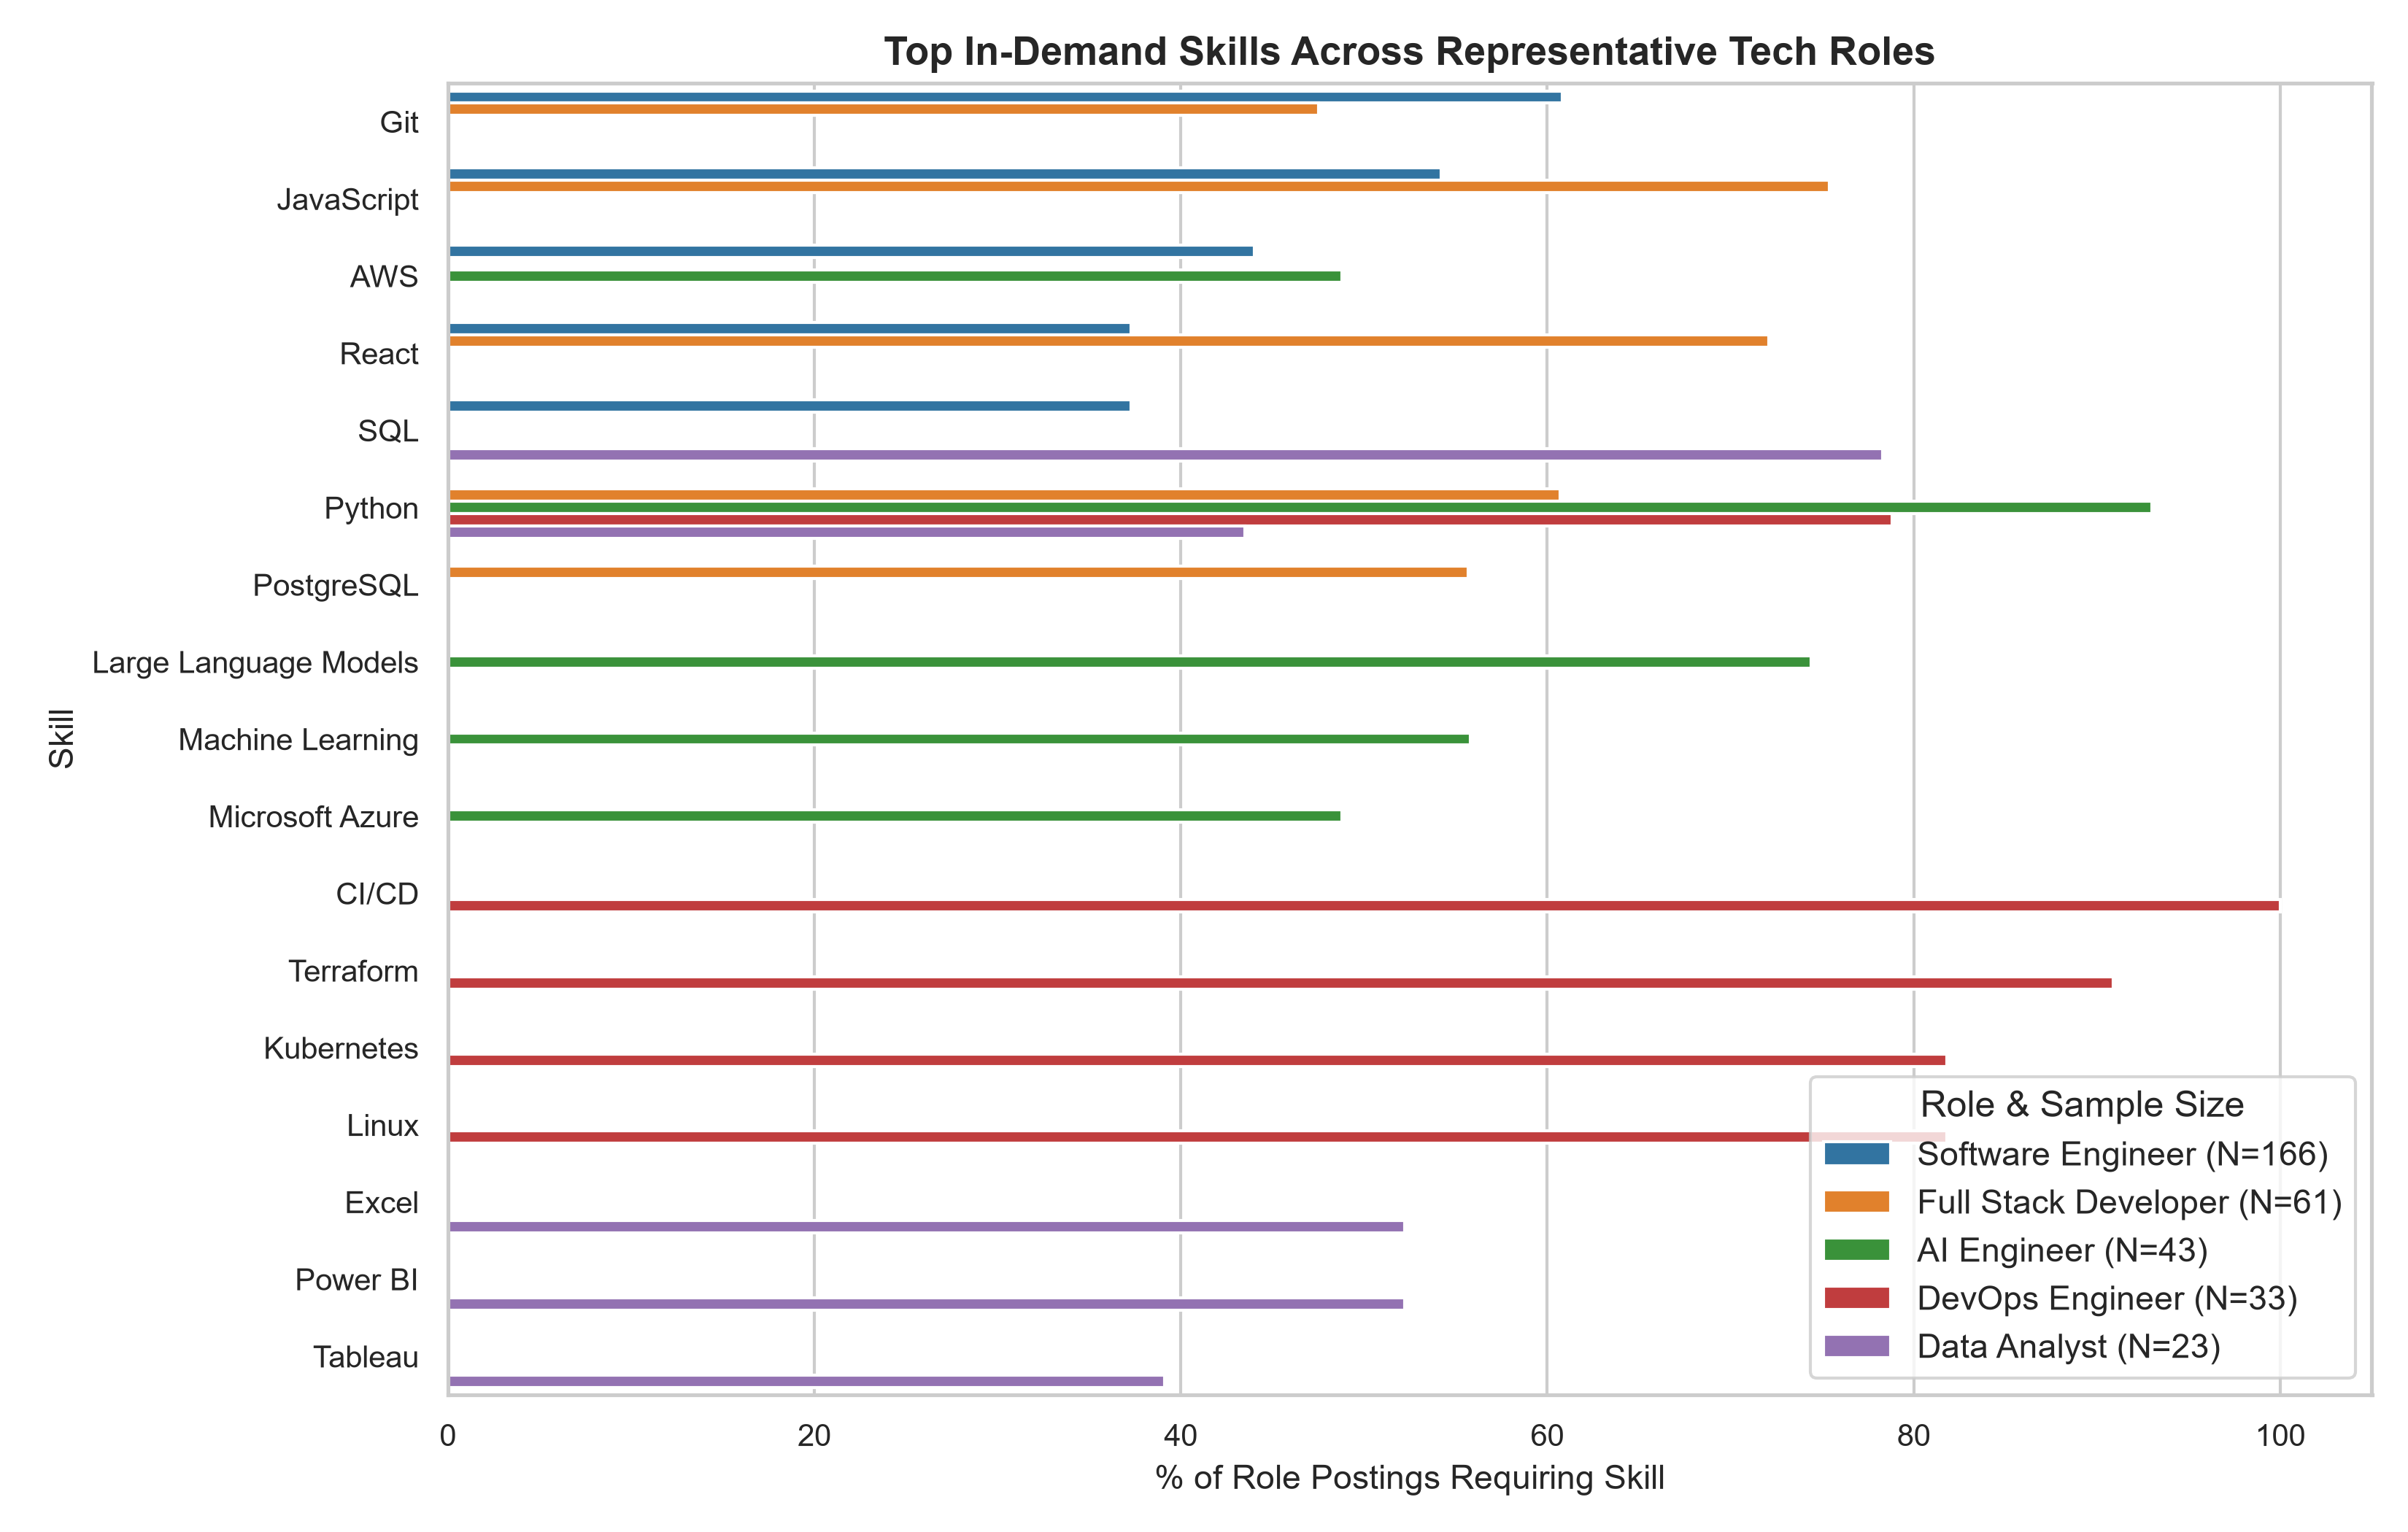 Top In-Demand Skills Across Representative Tech Roles
Skill
Git
JavaScript
AWS
React
SQL
Python
PostgreSQL
Large Language Models
Machine Learning
Microsoft Azure
CI/CD
Terraform
Kubernetes
Linux
Excel
Power BI
Tableau
Role & Sample Size
Software Engineer (N=166)
Full Stack Developer (N=61)
AI Engineer (N=43)
DevOps Engineer (N=33)
Data Analyst (N=23)
0 20 40 60 80 100
% of Role Postings Requiring Skill